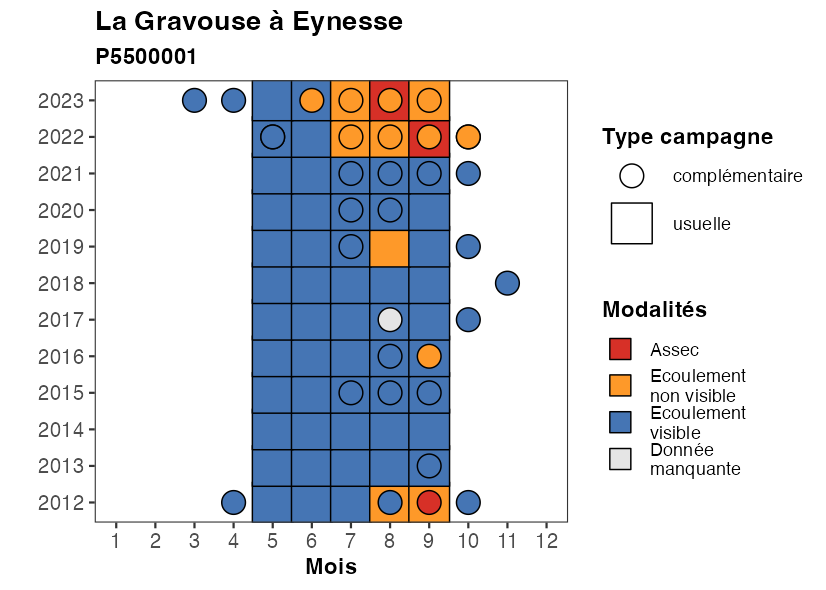 La Gravouse à Eynesse
P5500001
2023
2022
2021
2020
2019
2018
2017
2016
2015
2014
2013
2012
1 2 3 4 5 6 7 8 9 10 11 12
Mois
Type campagne
complémentaire
usuelle
Modalités
Assec
Ecoulement
non visible
Ecoulement
visible
Donnée
manquante